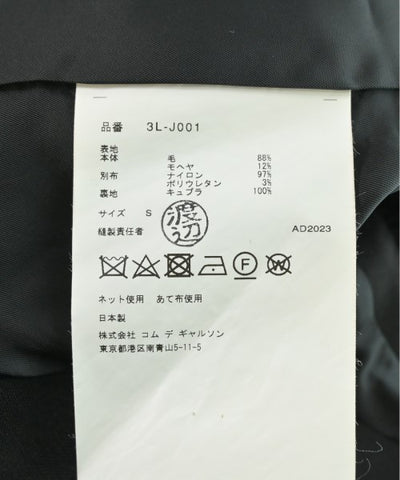 品番 3L-J001
表地
本体 毛 88%
モヘヤ 12%
別布 ナイロン 97%
ポリウレタン 3%
裏地 キュプラ 100%
サイズ S
縫製責任者 渡辺 AD2023
F W
ネット使用 あて布使用
日本製
株式会社 コム デ ギャルソン
東京都港区南青山5-11-5